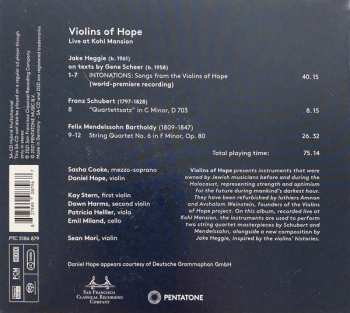 Violins of Hope
Live at Kohl Mansion
Jake Heggie (b. 1961)
on texts by Gene Scheer (b. 1958)
1-7 INTONATIONS: Songs from the Violins of Hope 40. 15
(world-premiere recording)
Franz Schubert (1797-1828)
8 "Quartettsatz" in C Minor, D 703 8. 15
Felix Mendelssohn Bartholdy (1809-1847)
9-12 String Quartet No. 6 in F Minor, Op. 80 26. 32
Total playing time: 75. 14
Sasha Cooke, mezzo-soprano
Daniel Hope, violin
Kay Stern, first violin
Dawn Harms, second violin
Patricia Heller, viola
Emil Miland, cello
Sean Mori, violin
Violins of Hope presents instruments that were
owned by Jewish musicians before and during the
Holocaust, representing strength and optimism
for the future during mankind's darkest hour.
They have been refurbished by luthiers Amnon
and Avshalom Weinstein, founders of the Violins
of Hope project. On this album, recorded live at
Kohl Mansion, the instruments are used to perform
two string quartet masterpieces by Schubert and
Mendelssohn, alongside a new composition by
Jake Heggie, inspired by the violins' histories.
Daniel Hope appears courtesy of Deutsche Grammophon GmbH
PTC 5186 879
San Francisco
Classical Recording
Company
PENTATONE